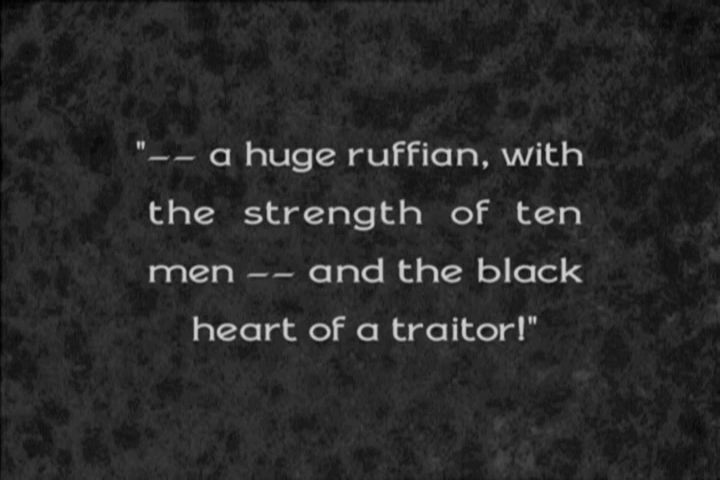 "-- a huge ruffian, with
the strength of ten
men -- and the black
heart of a traitor!"